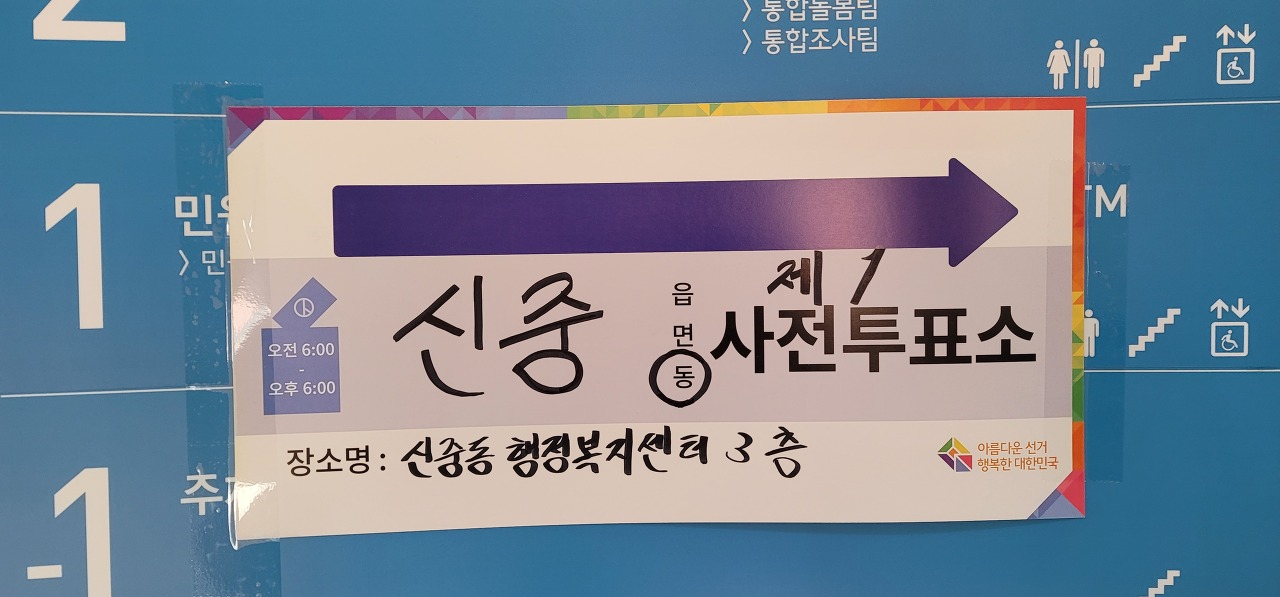 2
> 통합돌봄팀
> 통합조사팀
1
TM
제 1
신중 읍 면 동 사전투표소
오전 6:00
-
오후 6:00
장소명 : 신중동 행정복지센터 3층
아름다운 선거
행복한 대한민국
-1